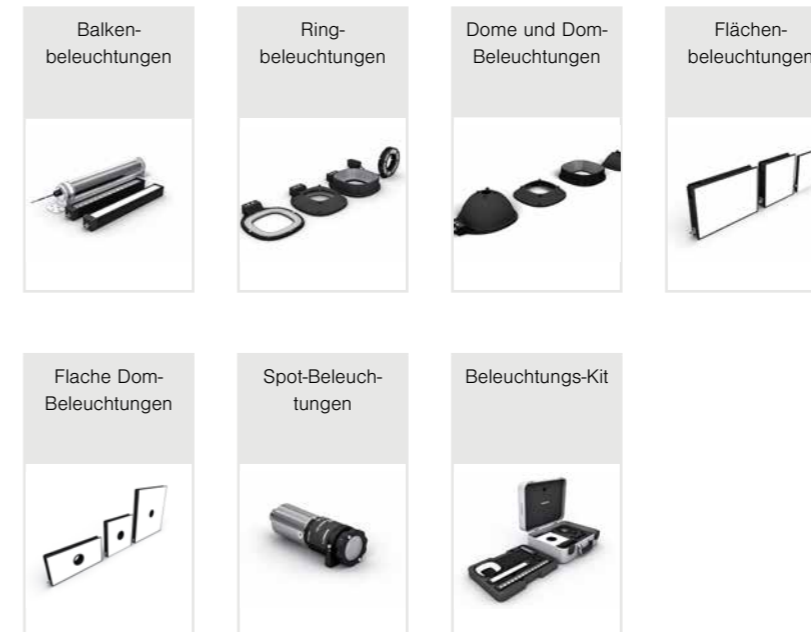 Balken-
beleuchtungen
Ring-
beleuchtungen
Dome und Dom-
Beleuchtungen
Flächen-
beleuchtungen
Flache Dom-
Beleuchtungen
Spot-Beleuch-
tungen
Beleuchtungs-Kit